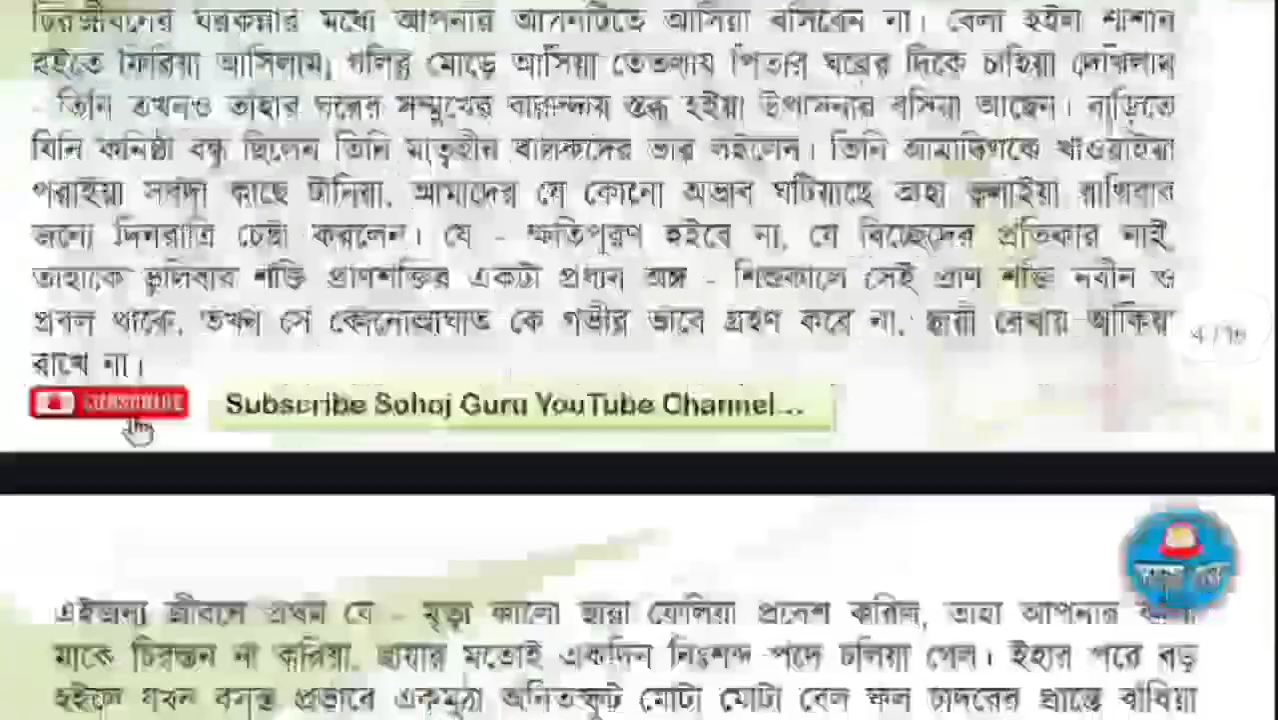 চিরজীবনের ঘরকন্নার মধ্যে আপনার আসনটিতে আসিয়া বসিবেন না। বেলা হইল শ্মশান
হইতে ফিরিয়া আসিলাম; গলির মোড়ে আসিয়া তেতলায় পিতার ঘরের দিকে চাহিয়া দেখিলাম
- তিনি তখনও তাঁহার ঘরের সম্মুখের বারান্দায় স্তব্ধ হইয়া উপাসনায় বসিয়া আছেন। বাড়িতে
যিনি কনিষ্ঠা বধূ ছিলেন তিনি মাতৃহীন বালকদের ভার লইলেন। তিনি আমাদিগকে খাওয়াইয়া
পরাইয়া সর্বদা কাছে টানিয়া, আমাদের যে কোনো অভাব ঘটিয়াছে তাহা ভুলাইয়া রাখিবার
জন্য দিনরাত্রি চেষ্টা করলেন। যে - ক্ষতিপূরণ হইবে না, যে বিচ্ছেদের প্রতিকার নাই,
তাহাকে ভুলিবার শক্তি প্রাণশক্তির একটা প্রধান অঙ্গ - শিশুকালে সেই প্রাণ শক্তি নবীন ও
প্রবল থাকে, তখন সে কোনোআঘাত কে গভীর ভাবে গ্রহণ করে না, স্থায়ী রেখায় আঁকিয়া
রাখে না।
4 / 16
SUBSCRIBE Subscribe Sohoj Guru YouTube Channel...
এইজন্য জীবনে প্রথম যে - মৃত্যু কালো ছায়া ফেলিয়া প্রবেশ করিল, তাহা আপনার
মাকে চিরন্তন না করিয়া, ছায়ার মতোই একদিন নিঃশব্দ পদে চলিয়া গেল। ইহার পরে বড়
হইলে যখন বসন্ত প্রভাবে একমুঠা অনতিস্ফুট মোটা মোটা বেল ফুল চাদরের প্রান্তে বাঁধিয়া